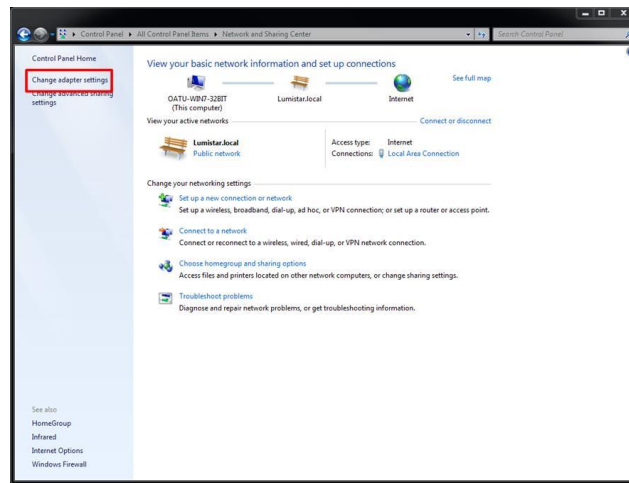 Control Panel ▸ All Control Panel Items ▸ Network and Sharing Center
Search Control Panel
Control Panel Home
Change adapter settings
Change advanced sharing
settings
See also
HomeGroup
Infrared
Internet Options
Windows Firewall
View your basic network information and set up connections
See full map
OATU-WIN7-32BIT
(This computer)
Lumistar.local
Internet
View your active networks
Connect or disconnect
Lumistar.local
Public network
Access type: Internet
Connections: Local Area Connection
Change your networking settings
Set up a new connection or network
Set up a wireless, broadband, dial-up, ad hoc, or VPN connection; or set up a router or access point.
Connect to a network
Connect or reconnect to a wireless, wired, dial-up, or VPN network connection.
Choose homegroup and sharing options
Access files and printers located on other network computers, or change sharing settings.
Troubleshoot problems
Diagnose and repair network problems, or get troubleshooting information.